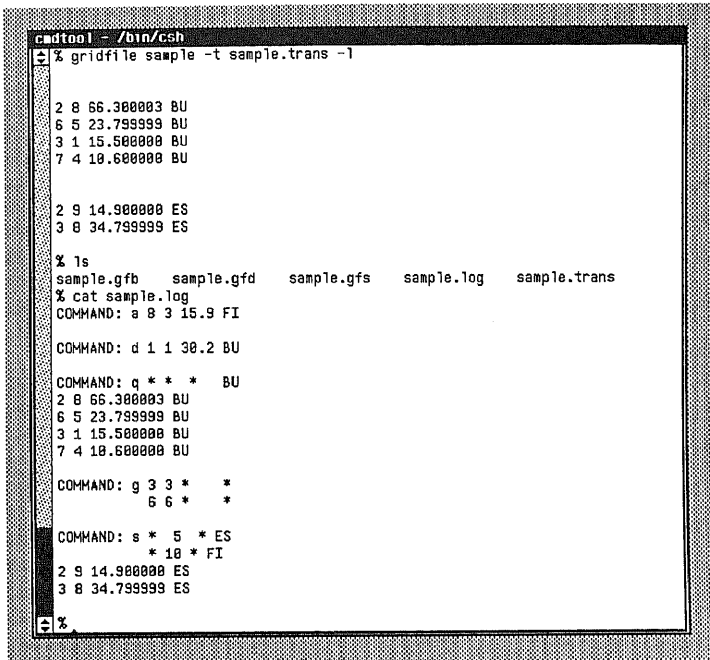 cmdtool - /bin/csh
% gridfile sample -t sample.trans -l
2 8 66.300003 BU
6 5 23.799999 BU
3 1 15.500000 BU
7 4 10.600000 BU
2 9 14.900000 ES
3 8 34.799999 ES
% ls
sample.gfb sample.gfd sample.gfs sample.log sample.trans
% cat sample.log
COMMAND: a 8 3 15.9 FI
COMMAND: d 1 1 30.2 BU
COMMAND: q * * * BU
2 8 66.300003 BU
6 5 23.799999 BU
3 1 15.500000 BU
7 4 10.600000 BU
COMMAND: g 3 3 * *
6 6 * *
COMMAND: s * 5 * ES
* 10 * FI
2 9 14.900000 ES
3 8 34.799999 ES
%